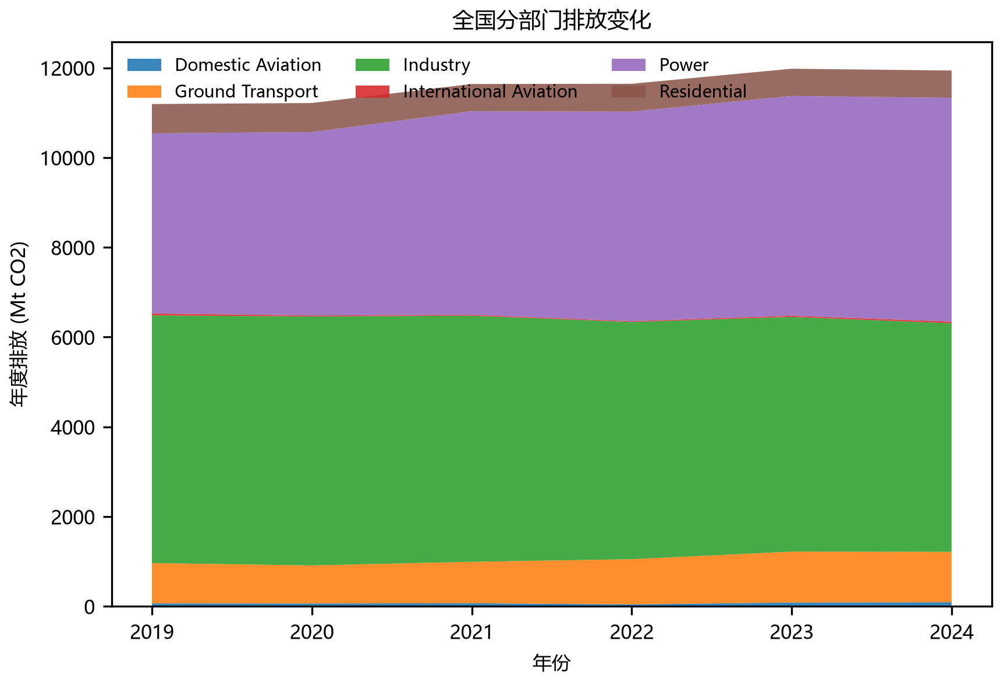 全国分部门排放变化
Domestic Aviation
Ground Transport
Industry
International Aviation
Power
Residential
年度排放 (Mt CO2)
12000
10000
8000
6000
4000
2000
0
2019 2020 2021 2022 2023 2024
年份